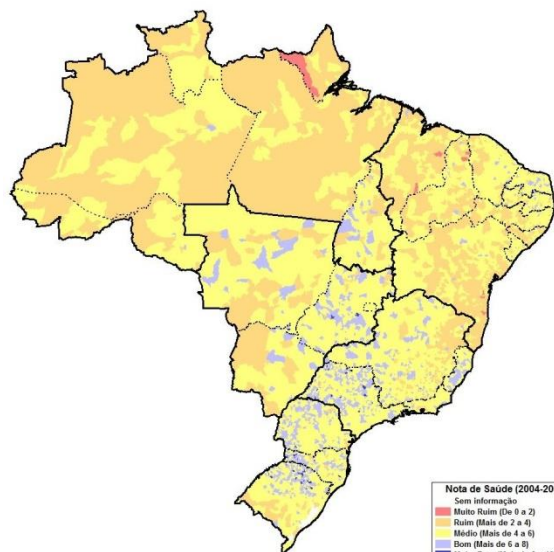 Nota de Saúde (2004-20
Sem informação
Muito Ruim (De 0 a 2)
Ruim (Mais de 2 a 4)
Médio (Mais de 4 a 6)
Bom (Mais de 6 a 8)